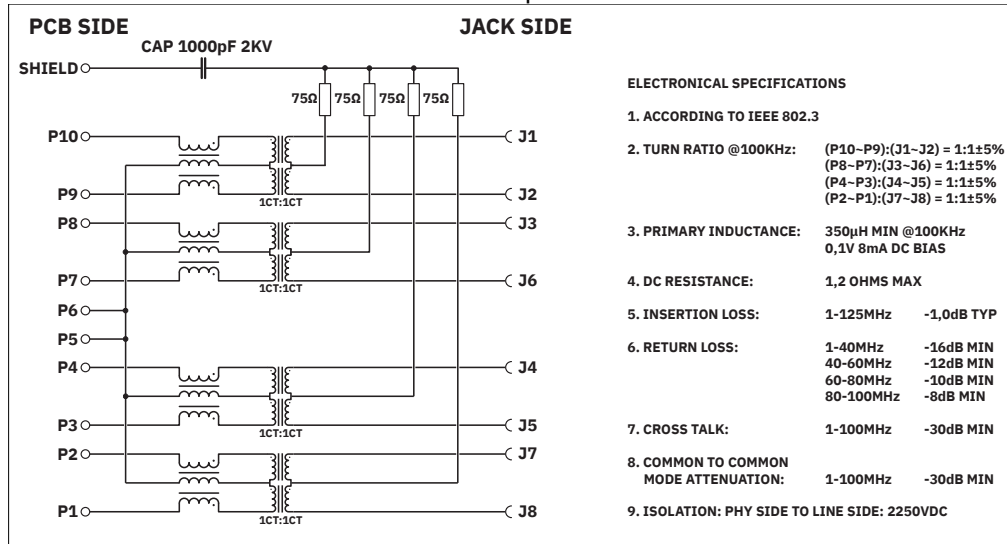 PCB SIDE
JACK SIDE
CAP 1000pF 2KV
SHIELD
75Ω 75Ω 75Ω 75Ω
P10
J1
P9
J2
1CT:1CT
P8
J3
P7
J6
1CT:1CT
P6
P5
P4
J4
P3
J5
1CT:1CT
P2
J7
P1
J8
1CT:1CT
ELECTRONICAL SPECIFICATIONS
1. ACCORDING TO IEEE 802.3
2. TURN RATIO @100KHz: (P10~P9):(J1~J2) = 1:1±5%
(P8~P7):(J3~J6) = 1:1±5%
(P4~P3):(J4~J5) = 1:1±5%
(P2~P1):(J7~J8) = 1:1±5%
3. PRIMARY INDUCTANCE: 350µH MIN @100KHz
0,1V 8mA DC BIAS
4. DC RESISTANCE: 1,2 OHMS MAX
5. INSERTION LOSS: 1-125MHz -1,0dB TYP
6. RETURN LOSS: 1-40MHz -16dB MIN
40-60MHz -12dB MIN
60-80MHz -10dB MIN
80-100MHz -8dB MIN
7. CROSS TALK: 1-100MHz -30dB MIN
8. COMMON TO COMMON
MODE ATTENUATION: 1-100MHz -30dB MIN
9. ISOLATION: PHY SIDE TO LINE SIDE: 2250VDC